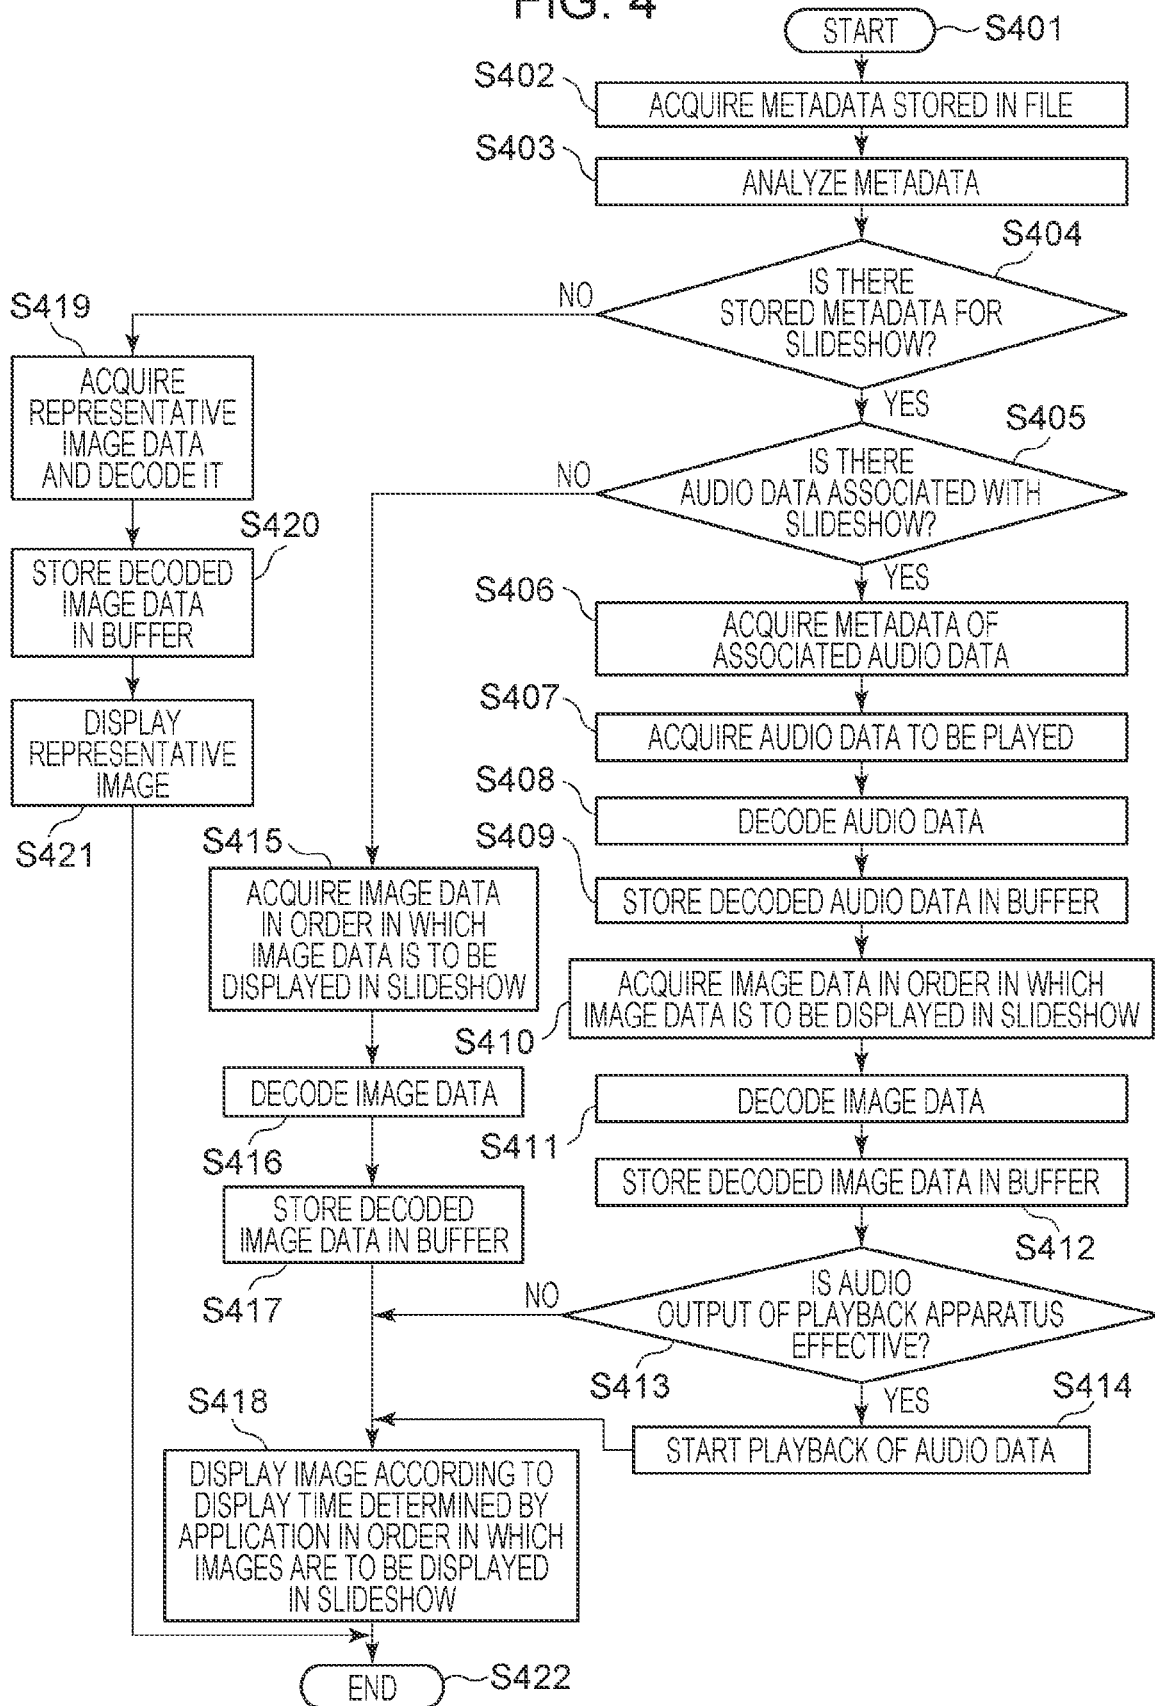 FIG. 4
START
S401
S402
ACQUIRE METADATA STORED IN FILE
S403
ANALYZE METADATA
S404
IS THERE
STORED METADATA FOR
SLIDESHOW?
NO
YES
S419
ACQUIRE
REPRESENTATIVE
IMAGE DATA
AND DECODE IT
S405
IS THERE
AUDIO DATA ASSOCIATED WITH
SLIDESHOW?
NO
YES
S420
STORE DECODED
IMAGE DATA
IN BUFFER
S406
ACQUIRE METADATA OF
ASSOCIATED AUDIO DATA
S407
ACQUIRE AUDIO DATA TO BE PLAYED
DISPLAY
REPRESENTATIVE
IMAGE
S421
S408
DECODE AUDIO DATA
S409
STORE DECODED AUDIO DATA IN BUFFER
S415
ACQUIRE IMAGE DATA
IN ORDER IN WHICH
IMAGE DATA IS TO BE
DISPLAYED IN SLIDESHOW
ACQUIRE IMAGE DATA IN ORDER IN WHICH
IMAGE DATA IS TO BE DISPLAYED IN SLIDESHOW
S410
DECODE IMAGE DATA
S416
DECODE IMAGE DATA
S411
STORE DECODED IMAGE DATA IN BUFFER
S412
STORE DECODED
IMAGE DATA IN BUFFER
S417
IS AUDIO
OUTPUT OF PLAYBACK APPARATUS
EFFECTIVE?
NO
S413
YES
S414
START PLAYBACK OF AUDIO DATA
S418
DISPLAY IMAGE ACCORDING TO
DISPLAY TIME DETERMINED BY
APPLICATION IN ORDER IN WHICH
IMAGES ARE TO BE DISPLAYED
IN SLIDESHOW
END
S422